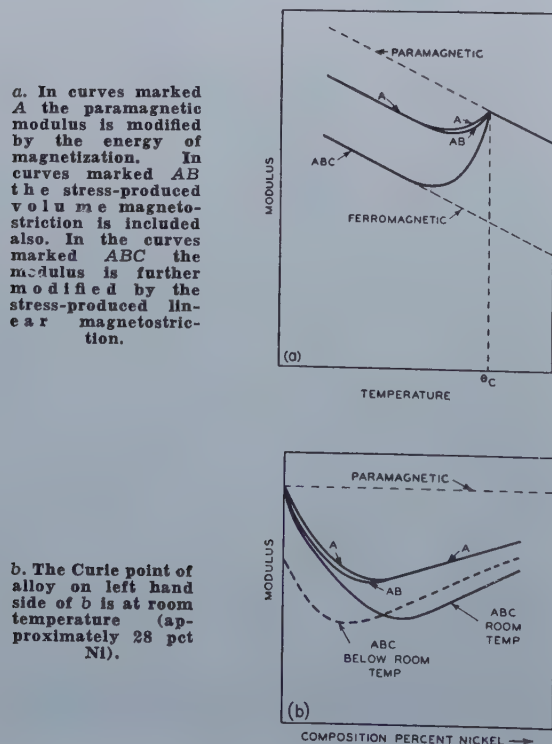 a. In curves marked
A the paramagnetic
modulus is modified
by the energy of
magnetization. In
curves marked AB
the stress-produced
volume magneto-
striction is included
also. In the curves
marked ABC the
modulus is further
modified by the
stress-produced lin-
ear magnetostric-
tion.
PARAMAGNETIC
A
A
AB
ABC
FERROMAGNETIC
MODULUS
(a)
θC
TEMPERATURE
b. The Curie point of
alloy on left hand
side of b is at room
temperature (ap-
proximately 28 pct
Ni).
PARAMAGNETIC
A
A
AB
ABC
ROOM
TEMP
ABC
BELOW ROOM
TEMP
MODULUS
(b)
COMPOSITION PERCENT NICKEL